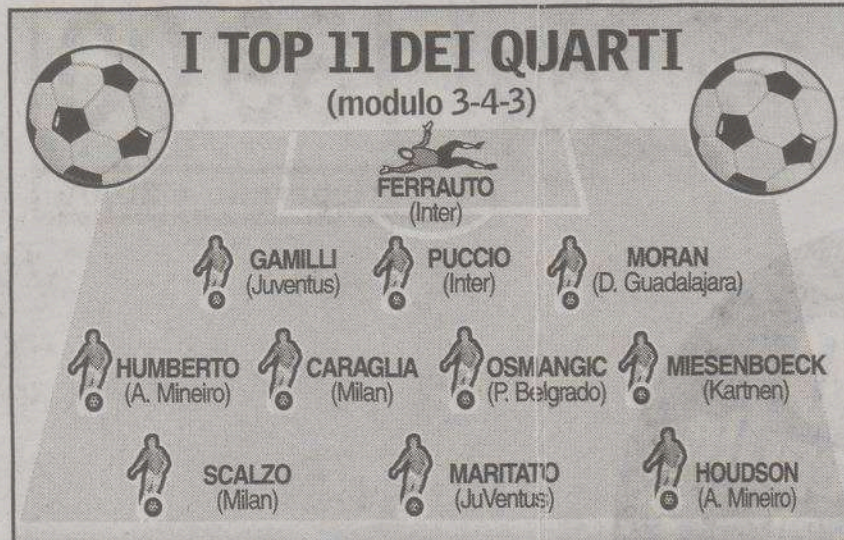 I TOP 11 DEI QUARTI
(modulo 3-4-3)
FERRAUTO
(Inter)
GAMILLI PUCCIO MORAN
(Juventus) (Inter) (D. Guadalajara)
HUMBERTO CARAGLIA OSMANGIC MIESENBOECK
(A. Mineiro) (Milan) (P. Belgrado) (Kartnen)
SCALZO MARITATO HOUDSON
(Milan) (JuVentus) (A. Mineiro)